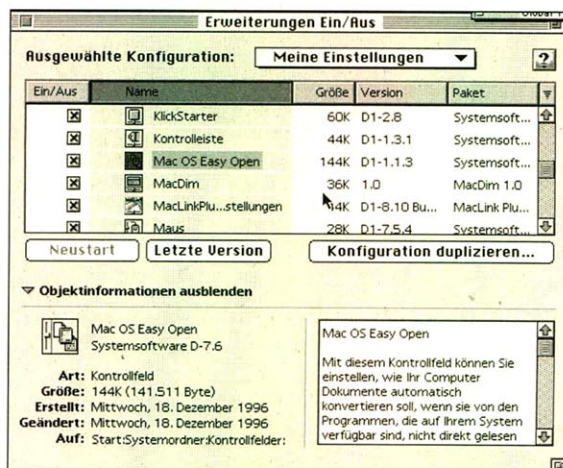 Erweiterungen Ein/Aus
Ausgewählte Konfiguration: Meine Einstellungen
?
Ein/Aus Name Größe Version Paket
KlickStarter 60K D1-2.8 Systemsoft...
Kontrolleiste 44K D1-1.3.1 Systemsoft...
Mac OS Easy Open 144K D1-1.1.3 Systemsoft...
MacDim 36K 1.0 MacDim 1.0
MacLinkPlu...stellungen 44K D1-8.10 Bu... MacLink Plu...
Maus 28K D1-7.5.4 Systemsoft...
Neustart Letzte Version Konfiguration duplizieren...
Objektinformationen ausblenden
Mac OS Easy Open
Systemsoftware D-7.6
Art: Kontrollfeld
Größe: 144K (141.511 Byte)
Erstellt: Mittwoch, 18. Dezember 1996
Geändert: Mittwoch, 18. Dezember 1996
Auf: Start:Systemordner:Kontrollfelder:
Mac OS Easy Open
Mit diesem Kontrollfeld können Sie
einstellen, wie Ihr Computer
Dokumente automatisch
konvertieren soll, wenn sie von den
Programmen, die auf Ihrem System
verfügbar sind, nicht direkt gelesen